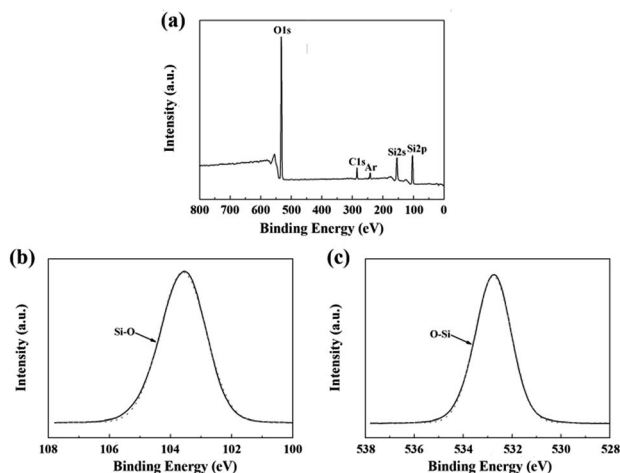 (a)
O1s
C1s
Ar
Si2s
Si2p
Intensity (a.u.)
800 700 600 500 400 300 200 100 0
Binding Energy (eV)
(b)
Si-O
Intensity (a.u.)
108 106 104 102 100
Binding Energy (eV)
(c)
O-Si
Intensity (a.u.)
538 536 534 532 530 528
Binding Energy (eV)